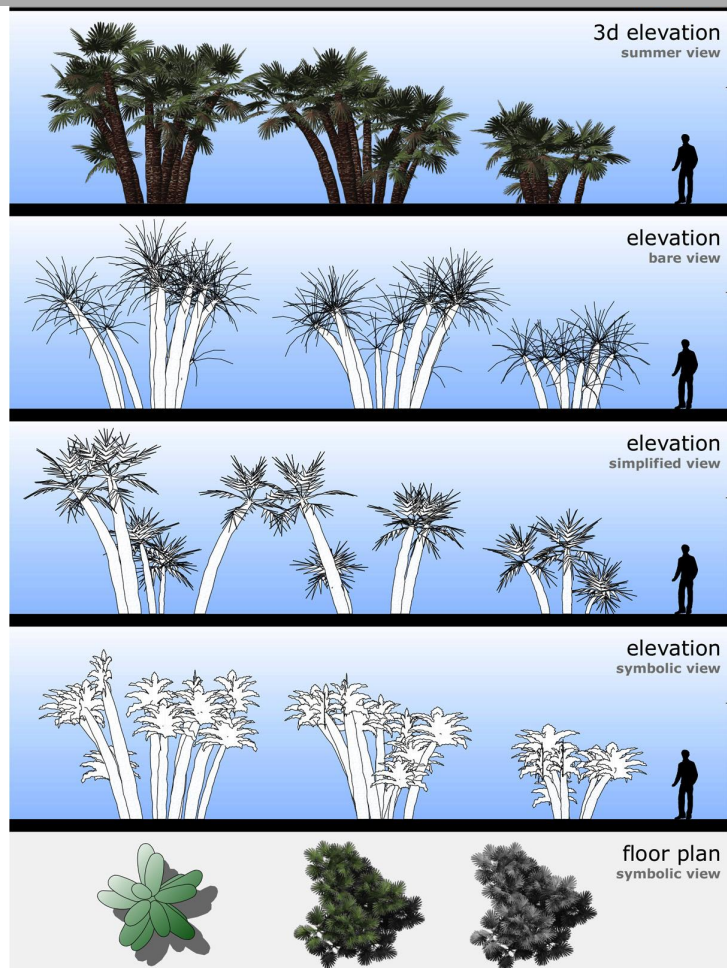 3d elevation
summer view
elevation
bare view
elevation
simplified view
elevation
symbolic view
floor plan
symbolic view